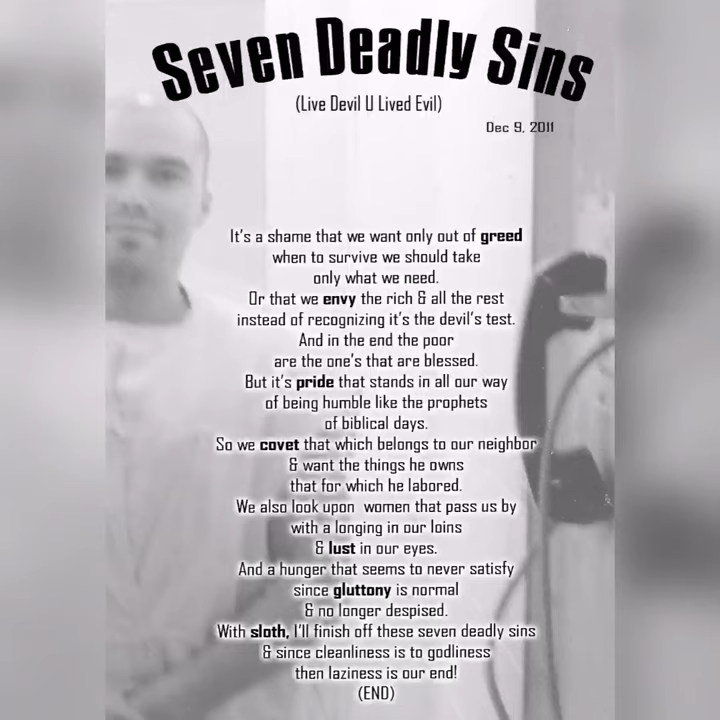 Seven Deadly Sins
(Live Devil U Lived Evil)
Dec 9, 2011
It's a shame that we want only out of greed
when to survive we should take
only what we need.
Or that we envy the rich & all the rest
instead of recognizing it's the devil's test.
And in the end the poor
are the one's that are blessed.
But it's pride that stands in all our way
of being humble like the prophets
of biblical days.
So we covet that which belongs to our neighbor
& want the things he owns
that for which he labored.
We also look upon women that pass us by
with a longing in our loins
& lust in our eyes.
And a hunger that seems to never satisfy
since gluttony is normal
& no longer despised.
With sloth, I'll finish off these seven deadly sins
& since cleanliness is to godliness
then laziness is our end!
(END)